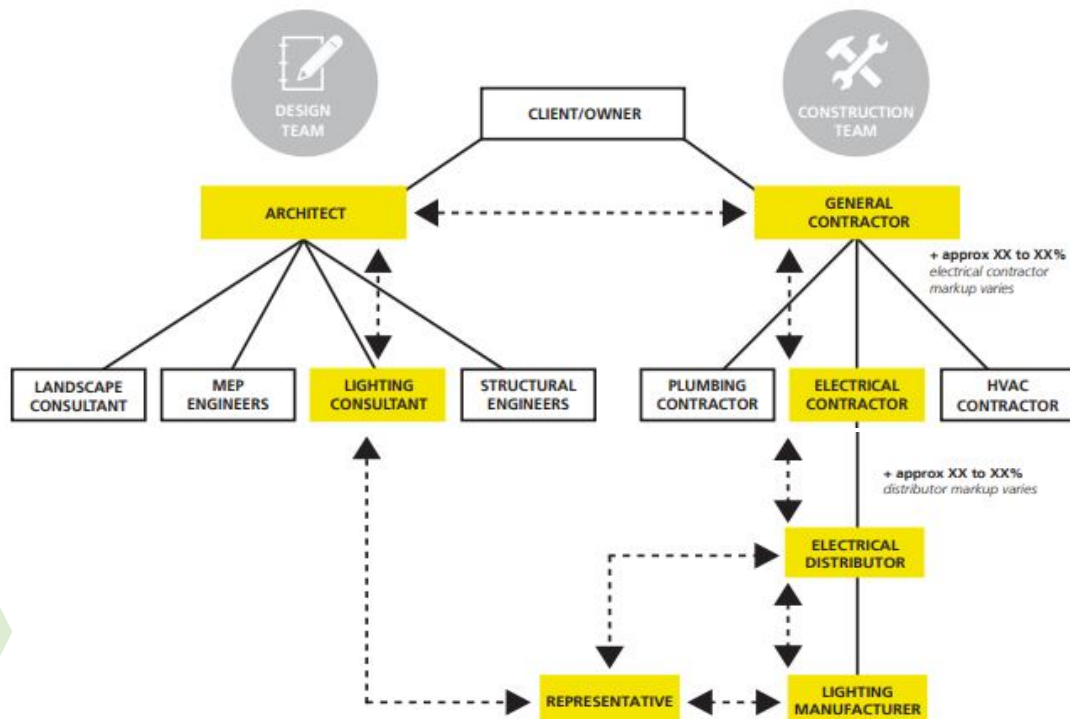 DESIGN
TEAM
CONSTRUCTION
TEAM
CLIENT/OWNER
ARCHITECT
GENERAL
CONTRACTOR
+ approx XX to XX%
electrical contractor
markup varies
LANDSCAPE
CONSULTANT
MEP
ENGINEERS
LIGHTING
CONSULTANT
STRUCTURAL
ENGINEERS
PLUMBING
CONTRACTOR
ELECTRICAL
CONTRACTOR
HVAC
CONTRACTOR
+ approx XX to XX%
distributor markup varies
ELECTRICAL
DISTRIBUTOR
REPRESENTATIVE
LIGHTING
MANUFACTURER